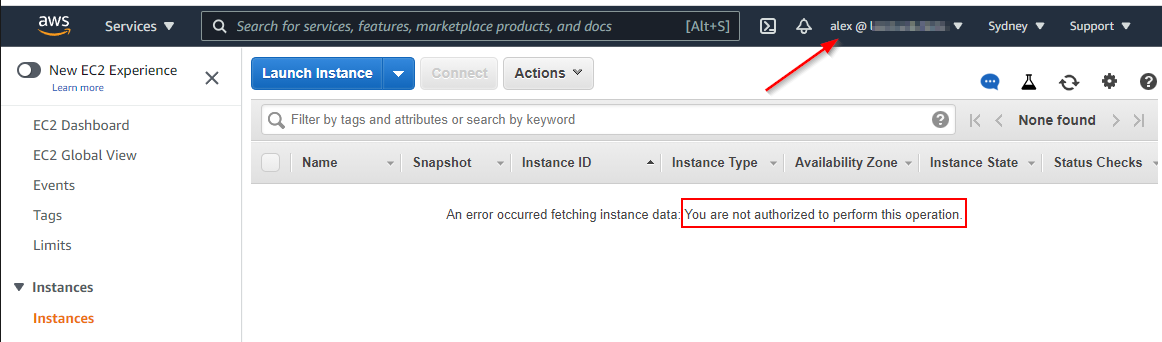 aws Services Search for services, features, marketplace products, and docs [Alt+S] alex @ Sydney Support
New EC2 Experience
Learn more
EC2 Dashboard
EC2 Global View
Events
Tags
Limits
Instances
Instances
Launch Instance Connect Actions
Filter by tags and attributes or search by keyword None found
Name Snapshot Instance ID Instance Type Availability Zone Instance State Status Checks
An error occurred fetching instance data: You are not authorized to perform this operation.